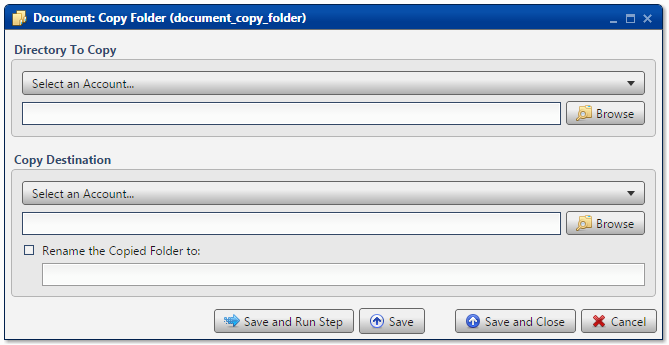 Document: Copy Folder (document_copy_folder)
Directory To Copy
Select an Account...
Browse
Copy Destination
Select an Account...
Browse
Rename the Copied Folder to:
Save and Run Step Save Save and Close Cancel